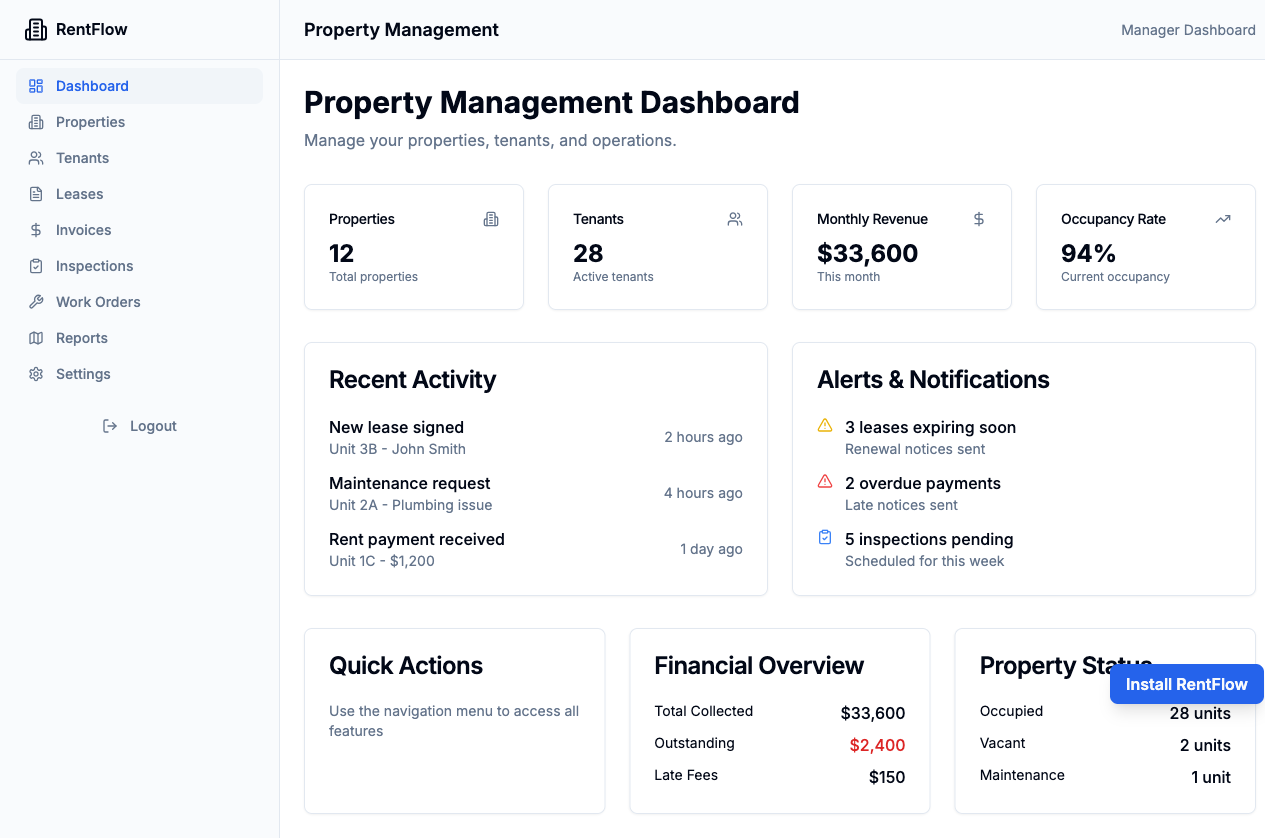 RentFlow
Property Management
Manager Dashboard
Dashboard
Properties
Tenants
Leases
Invoices
Inspections
Work Orders
Reports
Settings
Logout
Property Management Dashboard
Manage your properties, tenants, and operations.
Properties
12
Total properties
Tenants
28
Active tenants
Monthly Revenue
$33,600
This month
Occupancy Rate
94%
Current occupancy
Recent Activity
New lease signed
Unit 3B - John Smith
2 hours ago
Maintenance request
Unit 2A - Plumbing issue
4 hours ago
Rent payment received
Unit 1C - $1,200
1 day ago
Alerts & Notifications
3 leases expiring soon
Renewal notices sent
2 overdue payments
Late notices sent
5 inspections pending
Scheduled for this week
Quick Actions
Use the navigation menu to access all
features
Financial Overview
Total Collected $33,600
Outstanding $2,400
Late Fees $150
Property Status
Install RentFlow
Occupied 28 units
Vacant 2 units
Maintenance 1 unit